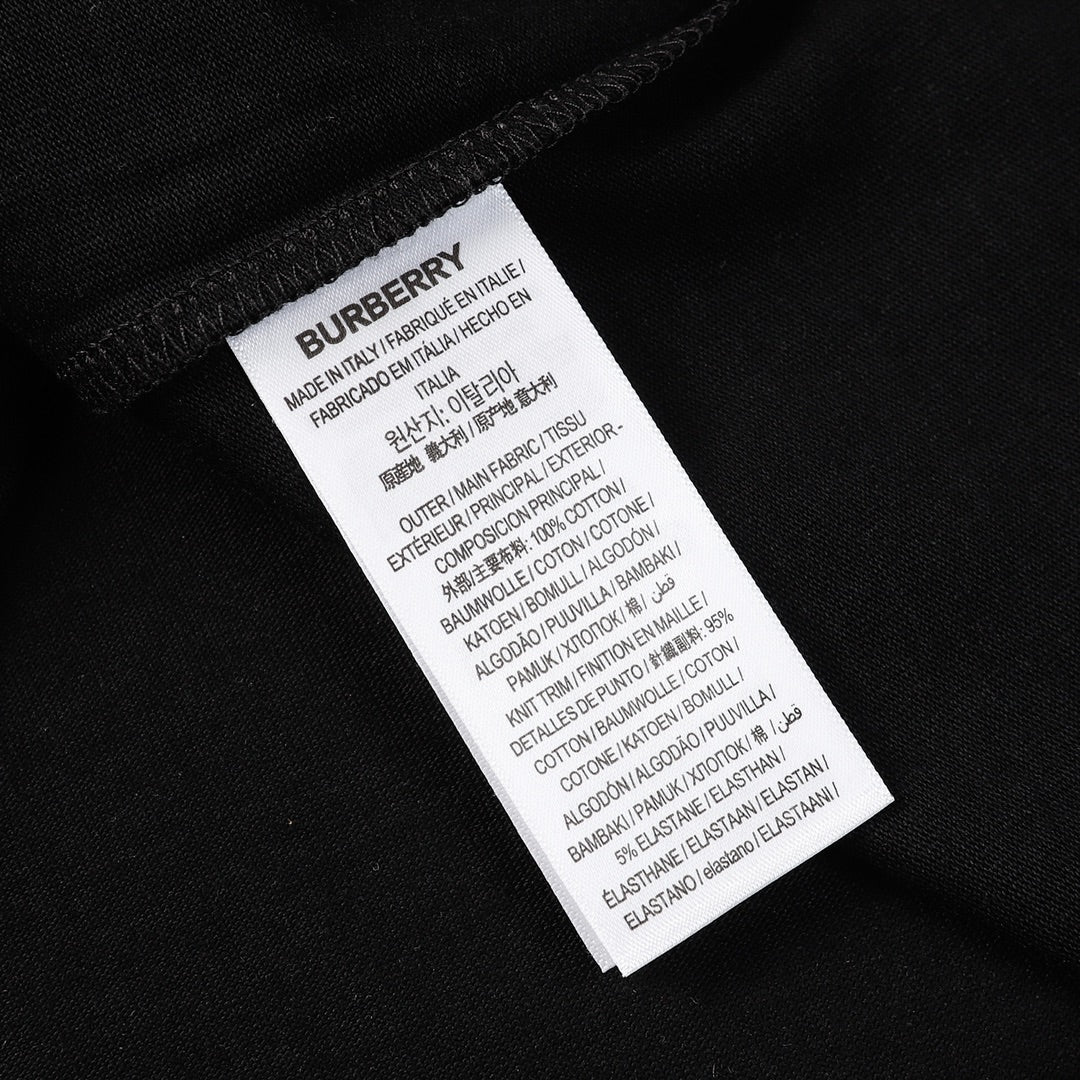 BURBERRY
MADE IN ITALY / FABRIQUÉ EN ITALIE /
FABRICADO EM ITÁLIA / HECHO EN
ITALIA
원산지: 이탈리아
原産地 義大利 / 原产地 意大利
OUTER / MAIN FABRIC / TISSU
EXTÉRIEUR / PRINCIPAL / EXTERIOR-
COMPOSICION PRINCIPAL /
外部/主要布料: 100% COTTON /
BAUMWOLLE / COTON / COTONE /
KATOEN / BOMULL / ALGODÓN /
ALGODÃO / PUUVILLA / BAMBAKI /
PAMUK / ХЛОПОК / 棉 / قطن
KNIT TRIM / FINITION EN MAILLE /
DETALLES DE PUNTO / 針織副料: 95%
COTTON / BAUMWOLLE / COTON /
COTONE / KATOEN / BOMULL /
ALGODÓN / ALGODÃO / PUUVILLA /
BAMBAKI / PAMUK / ХЛОПОК / 棉 / قطن
5% ELASTANE / ELASTHAN /
ÉLASTHANE / ELASTAAN / ELASTAN /
ELASTANO / elastano / ELASTAANI /